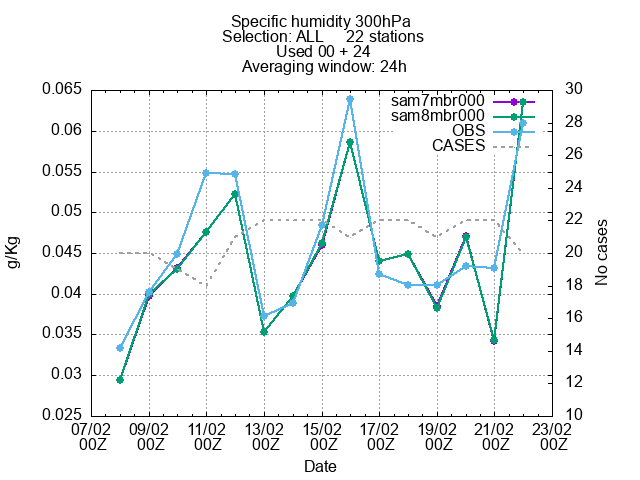 Specific humidity 300hPa
Selection: ALL     22 stations
Used 00 + 24
Averaging window: 24h
sam7mbr000
sam8mbr000
OBS
CASES
g/Kg
0.065
0.06
0.055
0.05
0.045
0.04
0.035
0.03
0.025
No cases
30
28
26
24
22
20
18
16
14
12
10
07/02 09/02 11/02 13/02 15/02 17/02 19/02 21/02 23/02
00Z 00Z 00Z 00Z 00Z 00Z 00Z 00Z 00Z
Date